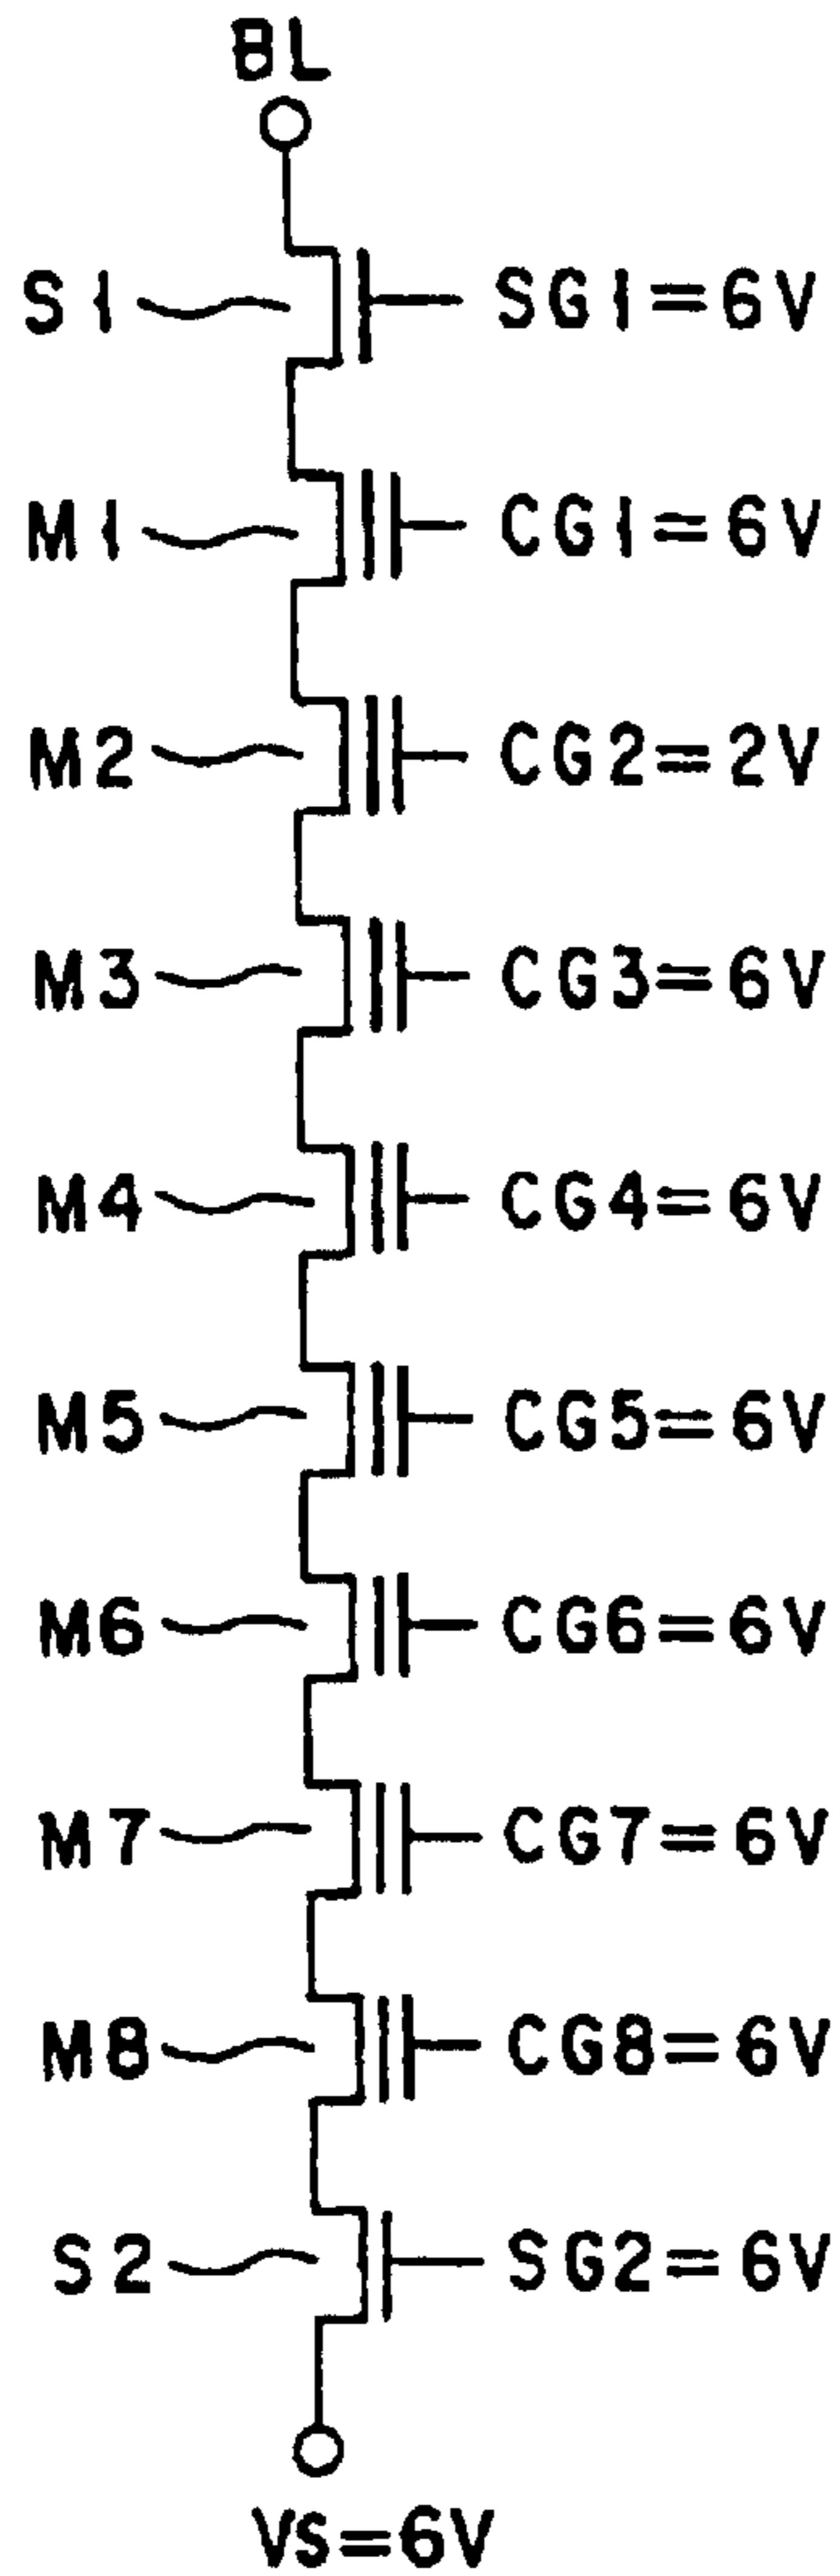 BL
S1 SG1=6V
M1 CG1=6V
M2 CG2=2V
M3 CG3=6V
M4 CG4=6V
M5 CG5=6V
M6 CG6=6V
M7 CG7=6V
M8 CG8=6V
S2 SG2=6V
VS=6V